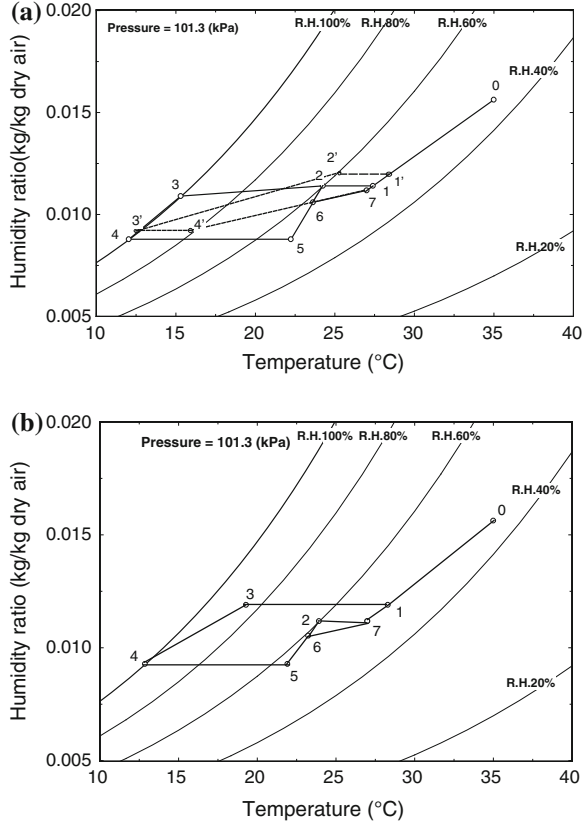 (a)
Pressure = 101.3 (kPa)
R.H.100%
R.H.80%
R.H.60%
R.H.40%
R.H.20%
0.020
0.015
0.010
0.005
Humidity ratio(kg/kg dry air)
0
2'
2
1'
1
7
6
3
3'
4
4'
5
10 15 20 25 30 35 40
Temperature (°C)
(b)
Pressure = 101.3 (kPa)
R.H.100%
R.H.80%
R.H.60%
R.H.40%
R.H.20%
0.020
0.015
0.010
0.005
Humidity ratio (kg/kg dry air)
0
3
1
2
7
6
4
5
10 15 20 25 30 35 40
Temperature (°C)